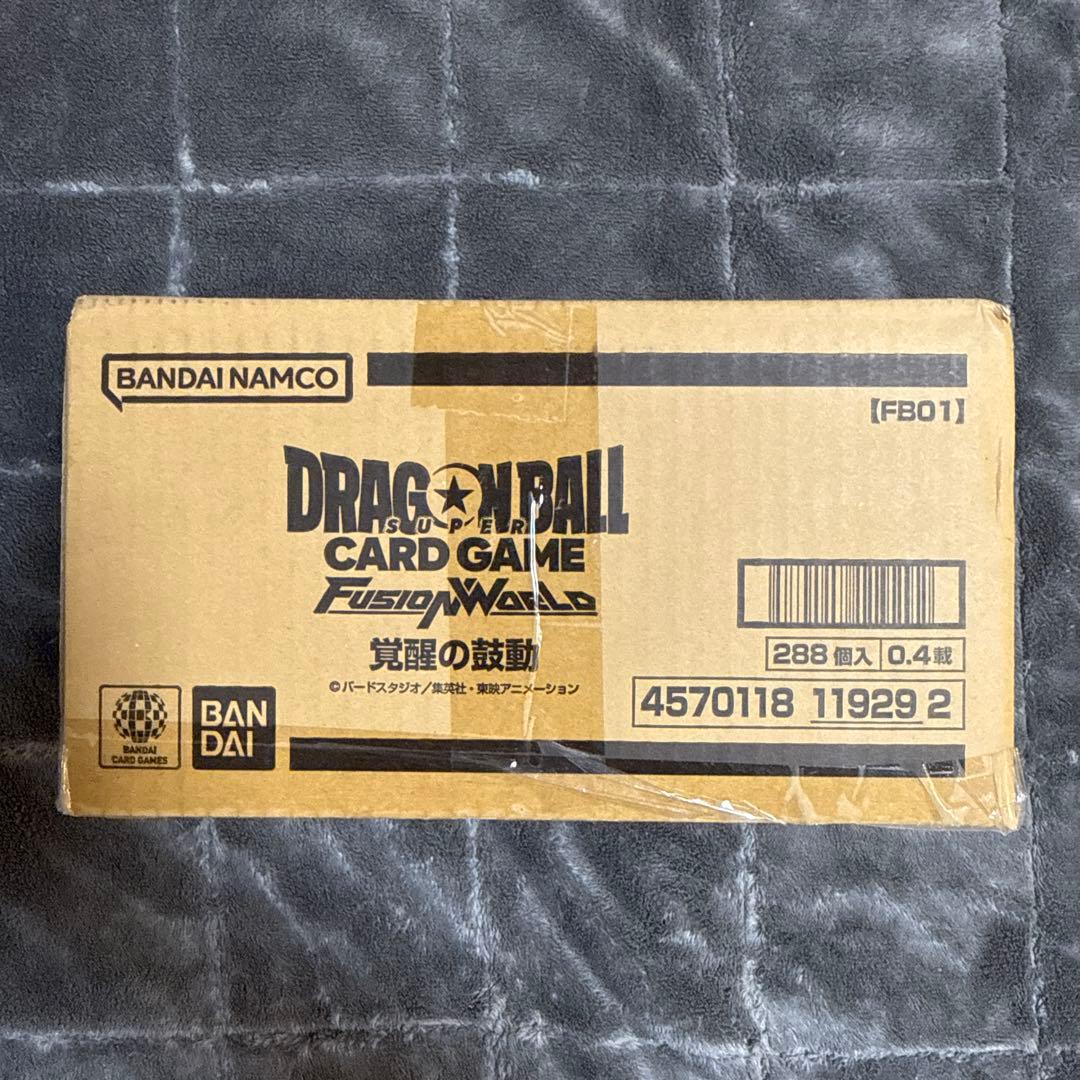 BANDAI NAMCO
【FB01】
DRAGON BALL
SUPER
CARD GAME
FUSION WORLD
覚醒の鼓動
©バードスタジオ/集英社・東映アニメーション
288個入 0.4載
4570118 11929 2
BANDAI
CARD GAMES
BAN
DAI